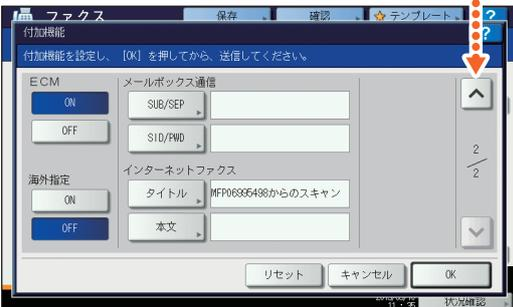 ファクス 保存 確認 テンプレート ?
付加機能 ?
付加機能を設定し、 [OK] を押してから、送信してください。
ECM
ON
OFF
海外指定
ON
OFF
メールボックス通信
SUB/SEP
SID/PWD
インターネットファクス
タイトル MFP06995498からのスキャン
本文
2
2
リセット キャンセル OK
状況確認